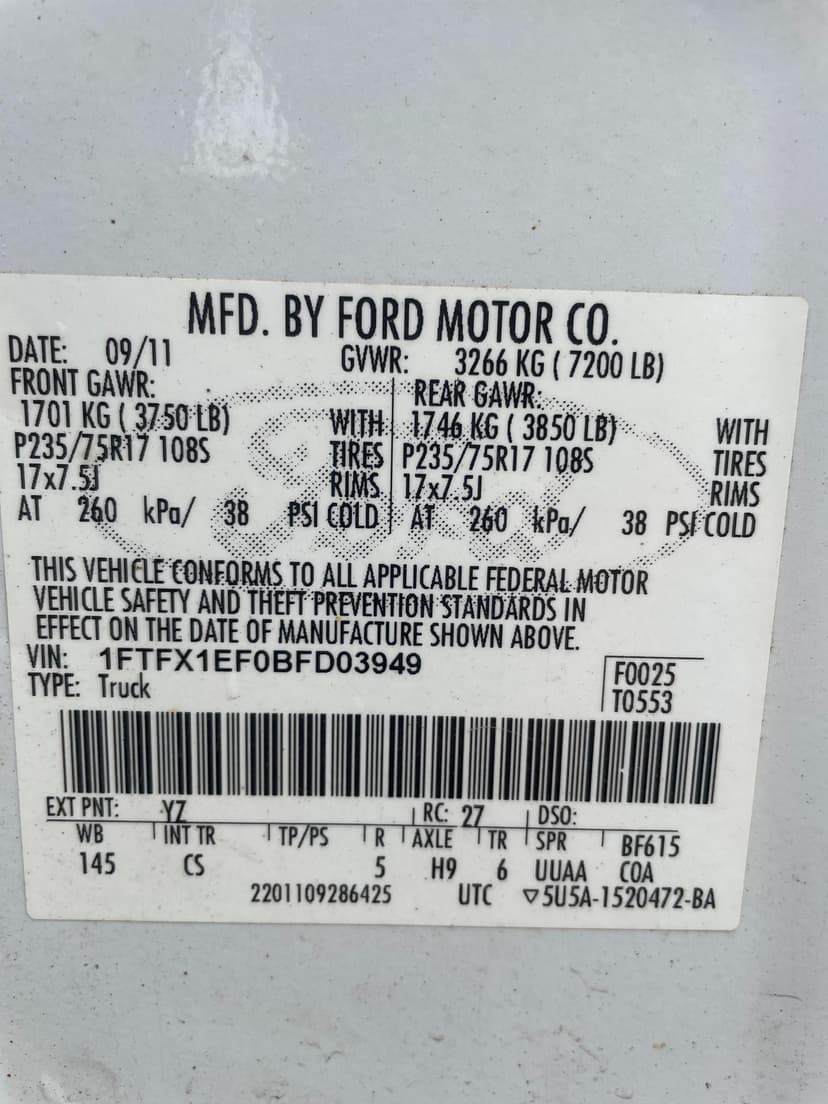 MFD. BY FORD MOTOR CO.
DATE: 09/11 GVWR: 3266 KG ( 7200 LB)
FRONT GAWR: REAR GAWR:
1701 KG ( 3750 LB) WITH 1746 KG ( 3850 LB) WITH
P235/75R17 108S TIRES P235/75R17 108S TIRES
17x7.5J RIMS 17x7.5J RIMS
AT 260 kPa/ 38 PSI COLD AT 260 kPa/ 38 PSI COLD
THIS VEHICLE CONFORMS TO ALL APPLICABLE FEDERAL MOTOR
VEHICLE SAFETY AND THEFT PREVENTION STANDARDS IN
EFFECT ON THE DATE OF MANUFACTURE SHOWN ABOVE.
VIN: 1FTFX1EF0BFD03949 F0025
TYPE: Truck T0553
EXT PNT: YZ RC: 27 DSO:
WB INT TR TP/PS R AXLE TR SPR BF615
145 CS 5 H9 6 UUAA COA
2201109286425 UTC ▽5U5A-1520472-BA
Ford